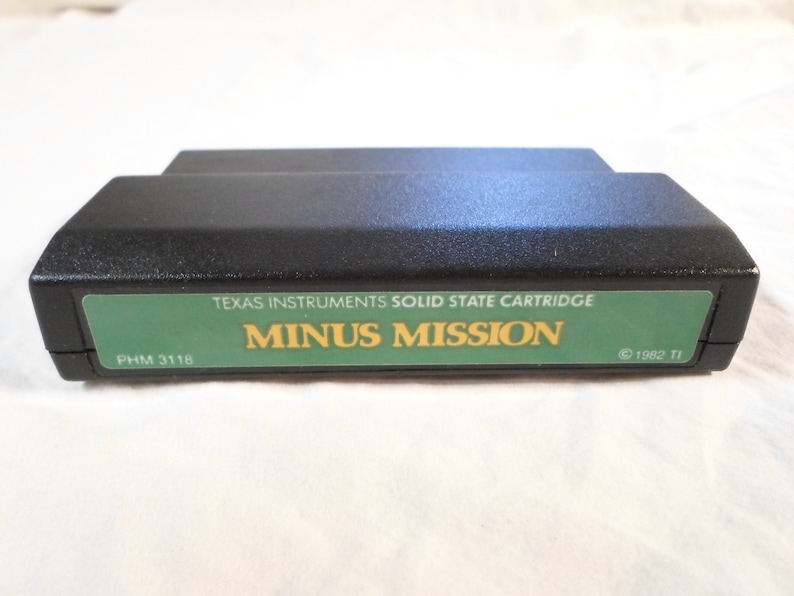 TEXAS INSTRUMENTS SOLID STATE CARTRIDGE
MINUS MISSION
PHM 3118
© 1982 TI